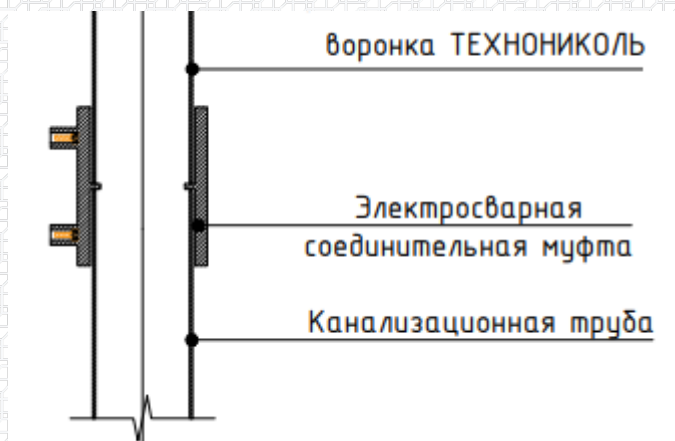 воронка ТЕХНОНИКОЛЬ
Электросварная
соединительная муфта
Канализационная труба